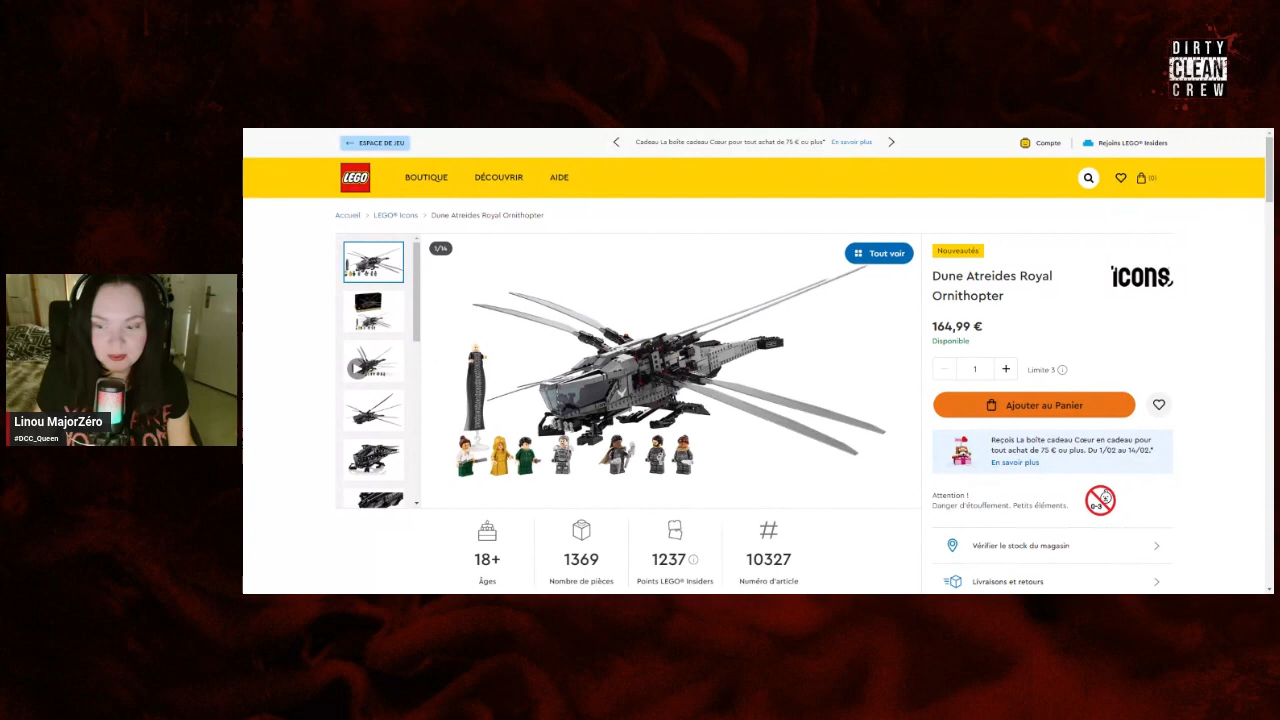 DIRTY
CLEAN
CREW
ESPACE DE JEU
Cadeau La boîte cadeau Cœur pour tout achat de 75 € ou plus* En savoir plus
Compte
Rejoins LEGO® Insiders
LEGO
BOUTIQUE
DÉCOUVRIR
AIDE
(0)
Accueil > LEGO® Icons > Dune Atreides Royal Ornithopter
1/14
Tout voir
Nouveautés
Dune Atreides Royal
Ornithopter
icons
164,99 €
Disponible
1
Limite 3
Ajouter au Panier
Reçois La boîte cadeau Cœur en cadeau pour
tout achat de 75 € ou plus. Du 1/02 au 14/02.*
En savoir plus
Attention !
Danger d'étouffement. Petits éléments.
0-3
Vérifier le stock du magasin
Livraisons et retours
18+
Âges
1369
Nombre de pièces
1237
Points LEGO® Insiders
10327
Numéro d'article
Linou MajorZéro
#DCC_Queen